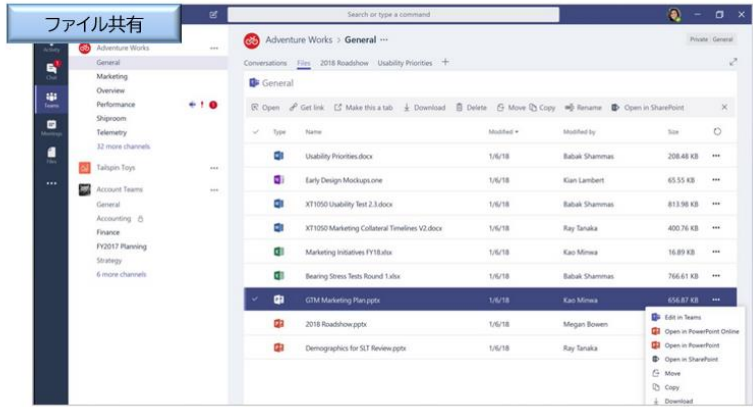 ファイル共有
Search or type a command
Activity
Chat
Teams
Meetings
Files
Adventure Works
General
Marketing
Overview
Performance
Shiproom
Telemetry
32 more channels
Tailspin Toys
Account Teams
General
Accounting
Finance
FY2017 Planning
Strategy
6 more channels
Adventure Works > General
Private General
Conversations Files 2018 Roadshow Usability Priorities +
General
Open Get link Make this a tab Download Delete Move Copy Rename Open in SharePoint
Type Name Modified Modified by Size
Usability Priorities.docx 1/6/18 Babak Shammas 208.48 KB
Early Design Mockups.one 1/6/18 Kian Lambert 65.55 KB
XT1050 Usability Test 2.3.docx 1/6/18 Babak Shammas 813.98 KB
XT1050 Marketing Collateral Timelines V2.docx 1/6/18 Ray Tanaka 400.76 KB
Marketing Initiatives FY18.xlsx 1/6/18 Kao Minwa 16.89 KB
Bearing Stress Tests Round 1.xlsx 1/6/18 Babak Shammas 766.61 KB
GTM Marketing Plan.pptx 1/6/18 Kao Minwa 656.87 KB
2018 Roadshow.pptx 1/6/18 Megan Bowen
Demographics for SLT Review.pptx 1/6/18 Ray Tanaka
Edit in Teams
Open in PowerPoint Online
Open in PowerPoint
Open in SharePoint
Move
Copy
Download